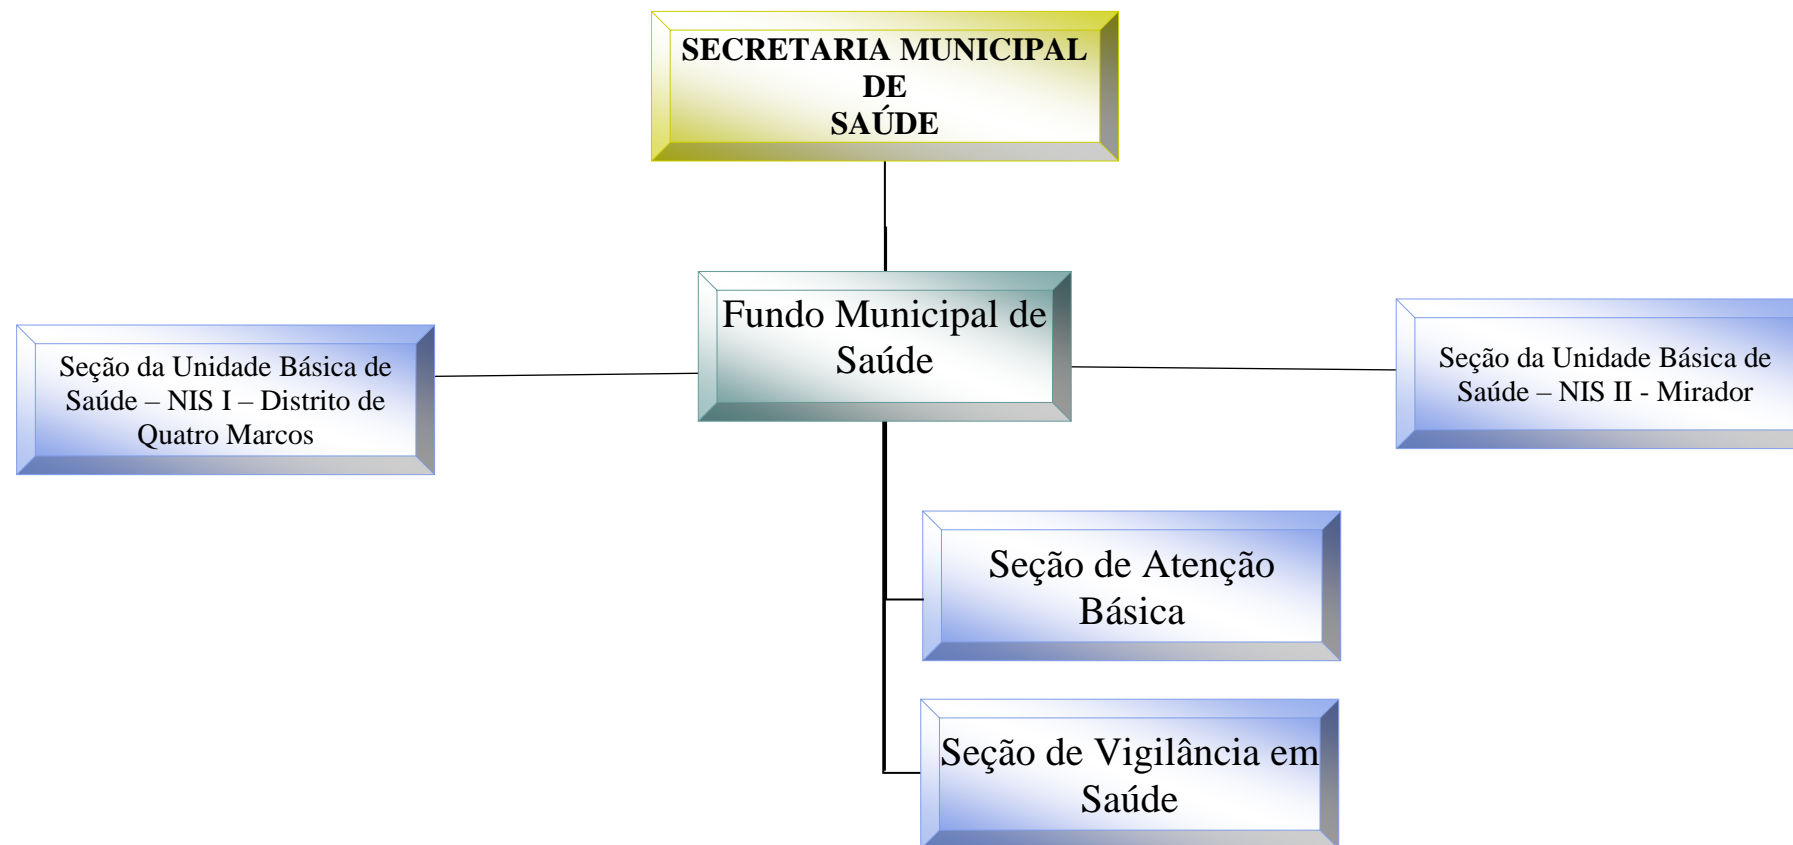 SECRETARIA MUNICIPAL
DE
SAÚDE
Fundo Municipal de
Saúde
Seção da Unidade Básica de
Saúde – NIS I – Distrito de
Quatro Marcos
Seção da Unidade Básica de
Saúde – NIS II - Mirador
Seção de Atenção
Básica
Seção de Vigilância em
Saúde